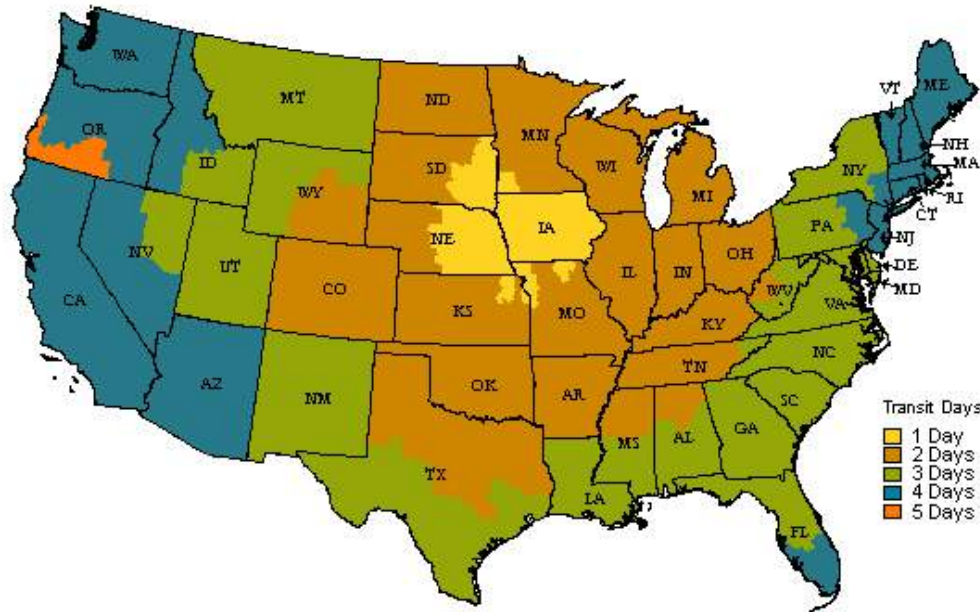 WA
MT
ND
MN
VT
ME
OR
ID
SD
WI
NY
NH
MA
WY
MI
RI
CT
NE
IA
PA
NV
UT
CO
IL
IN
OH
NJ
DE
MD
CA
KS
MO
WV
VA
KY
AZ
NM
OK
AR
TN
NC
SC
MS
AL
GA
TX
LA
FL
Transit Days
1 Day
2 Days
3 Days
4 Days
5 Days